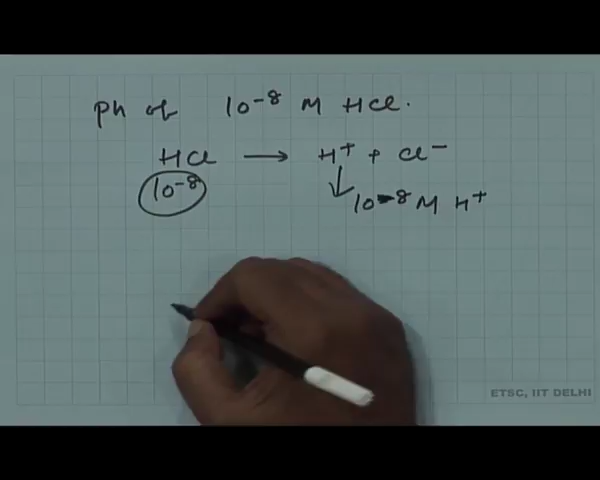 Ph of 10⁻⁸ M HCl.
HCl → H⁺ + Cl⁻
10⁻⁸
10⁻⁸ M H⁺
ETSC, IIT DELHI